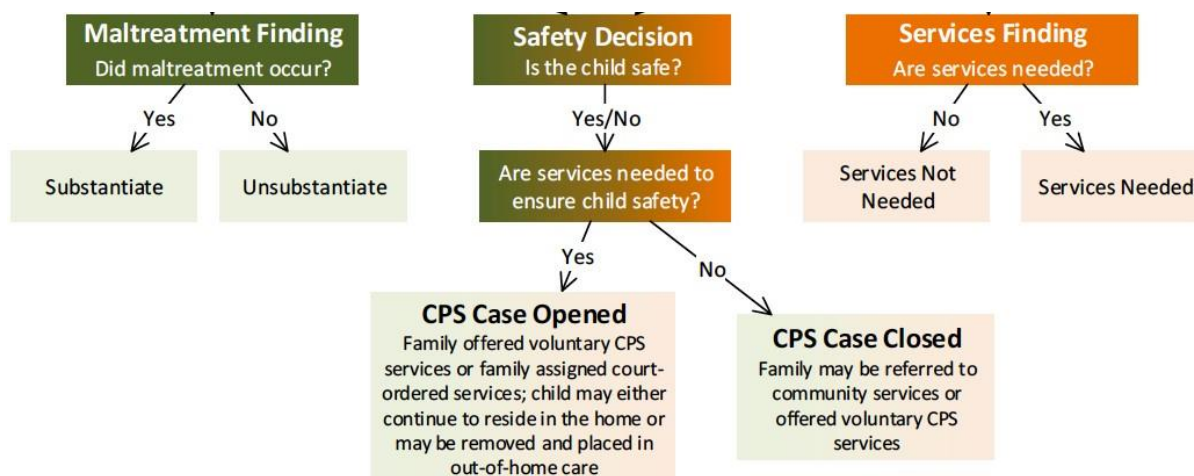 Maltreatment Finding
Did maltreatment occur?
Yes
No
Substantiate
Unsubstantiate
Safety Decision
Is the child safe?
Yes/No
Are services needed to
ensure child safety?
Yes
No
CPS Case Opened
Family offered voluntary CPS
services or family assigned court-
ordered services; child may either
continue to reside in the home or
may be removed and placed in
out-of-home care
CPS Case Closed
Family may be referred to
community services or
offered voluntary CPS
services
Services Finding
Are services needed?
No
Yes
Services Not
Needed
Services Needed